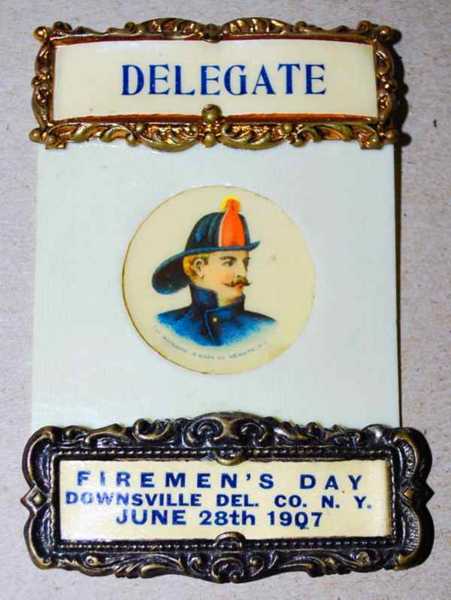 DELEGATE
FIREMEN'S DAY
DOWNSVILLE DEL. CO. N. Y.
JUNE 28th 1907